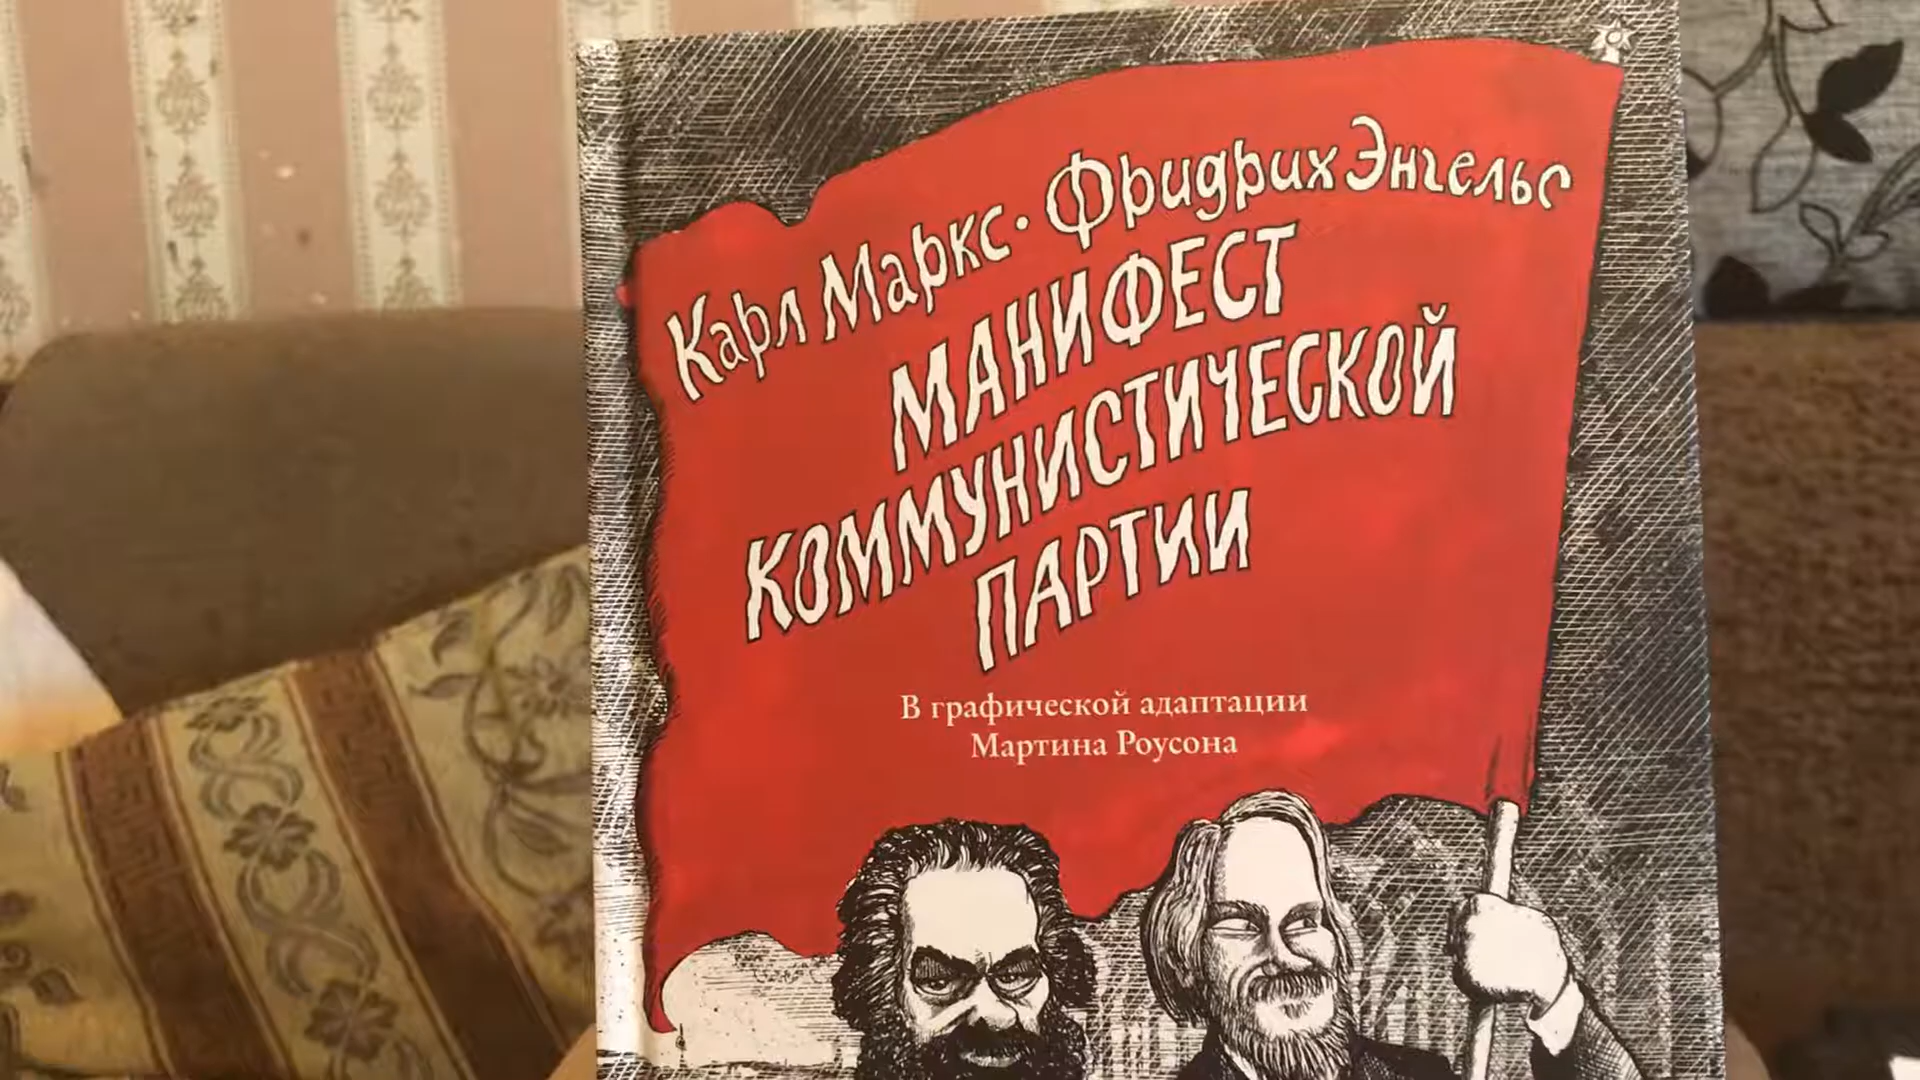 Карл Маркс · Фридрих Энгельс
МАНИФЕСТ
КОММУНИСТИЧЕСКОЙ
ПАРТИИ
В графической адаптации
Мартина Роусона